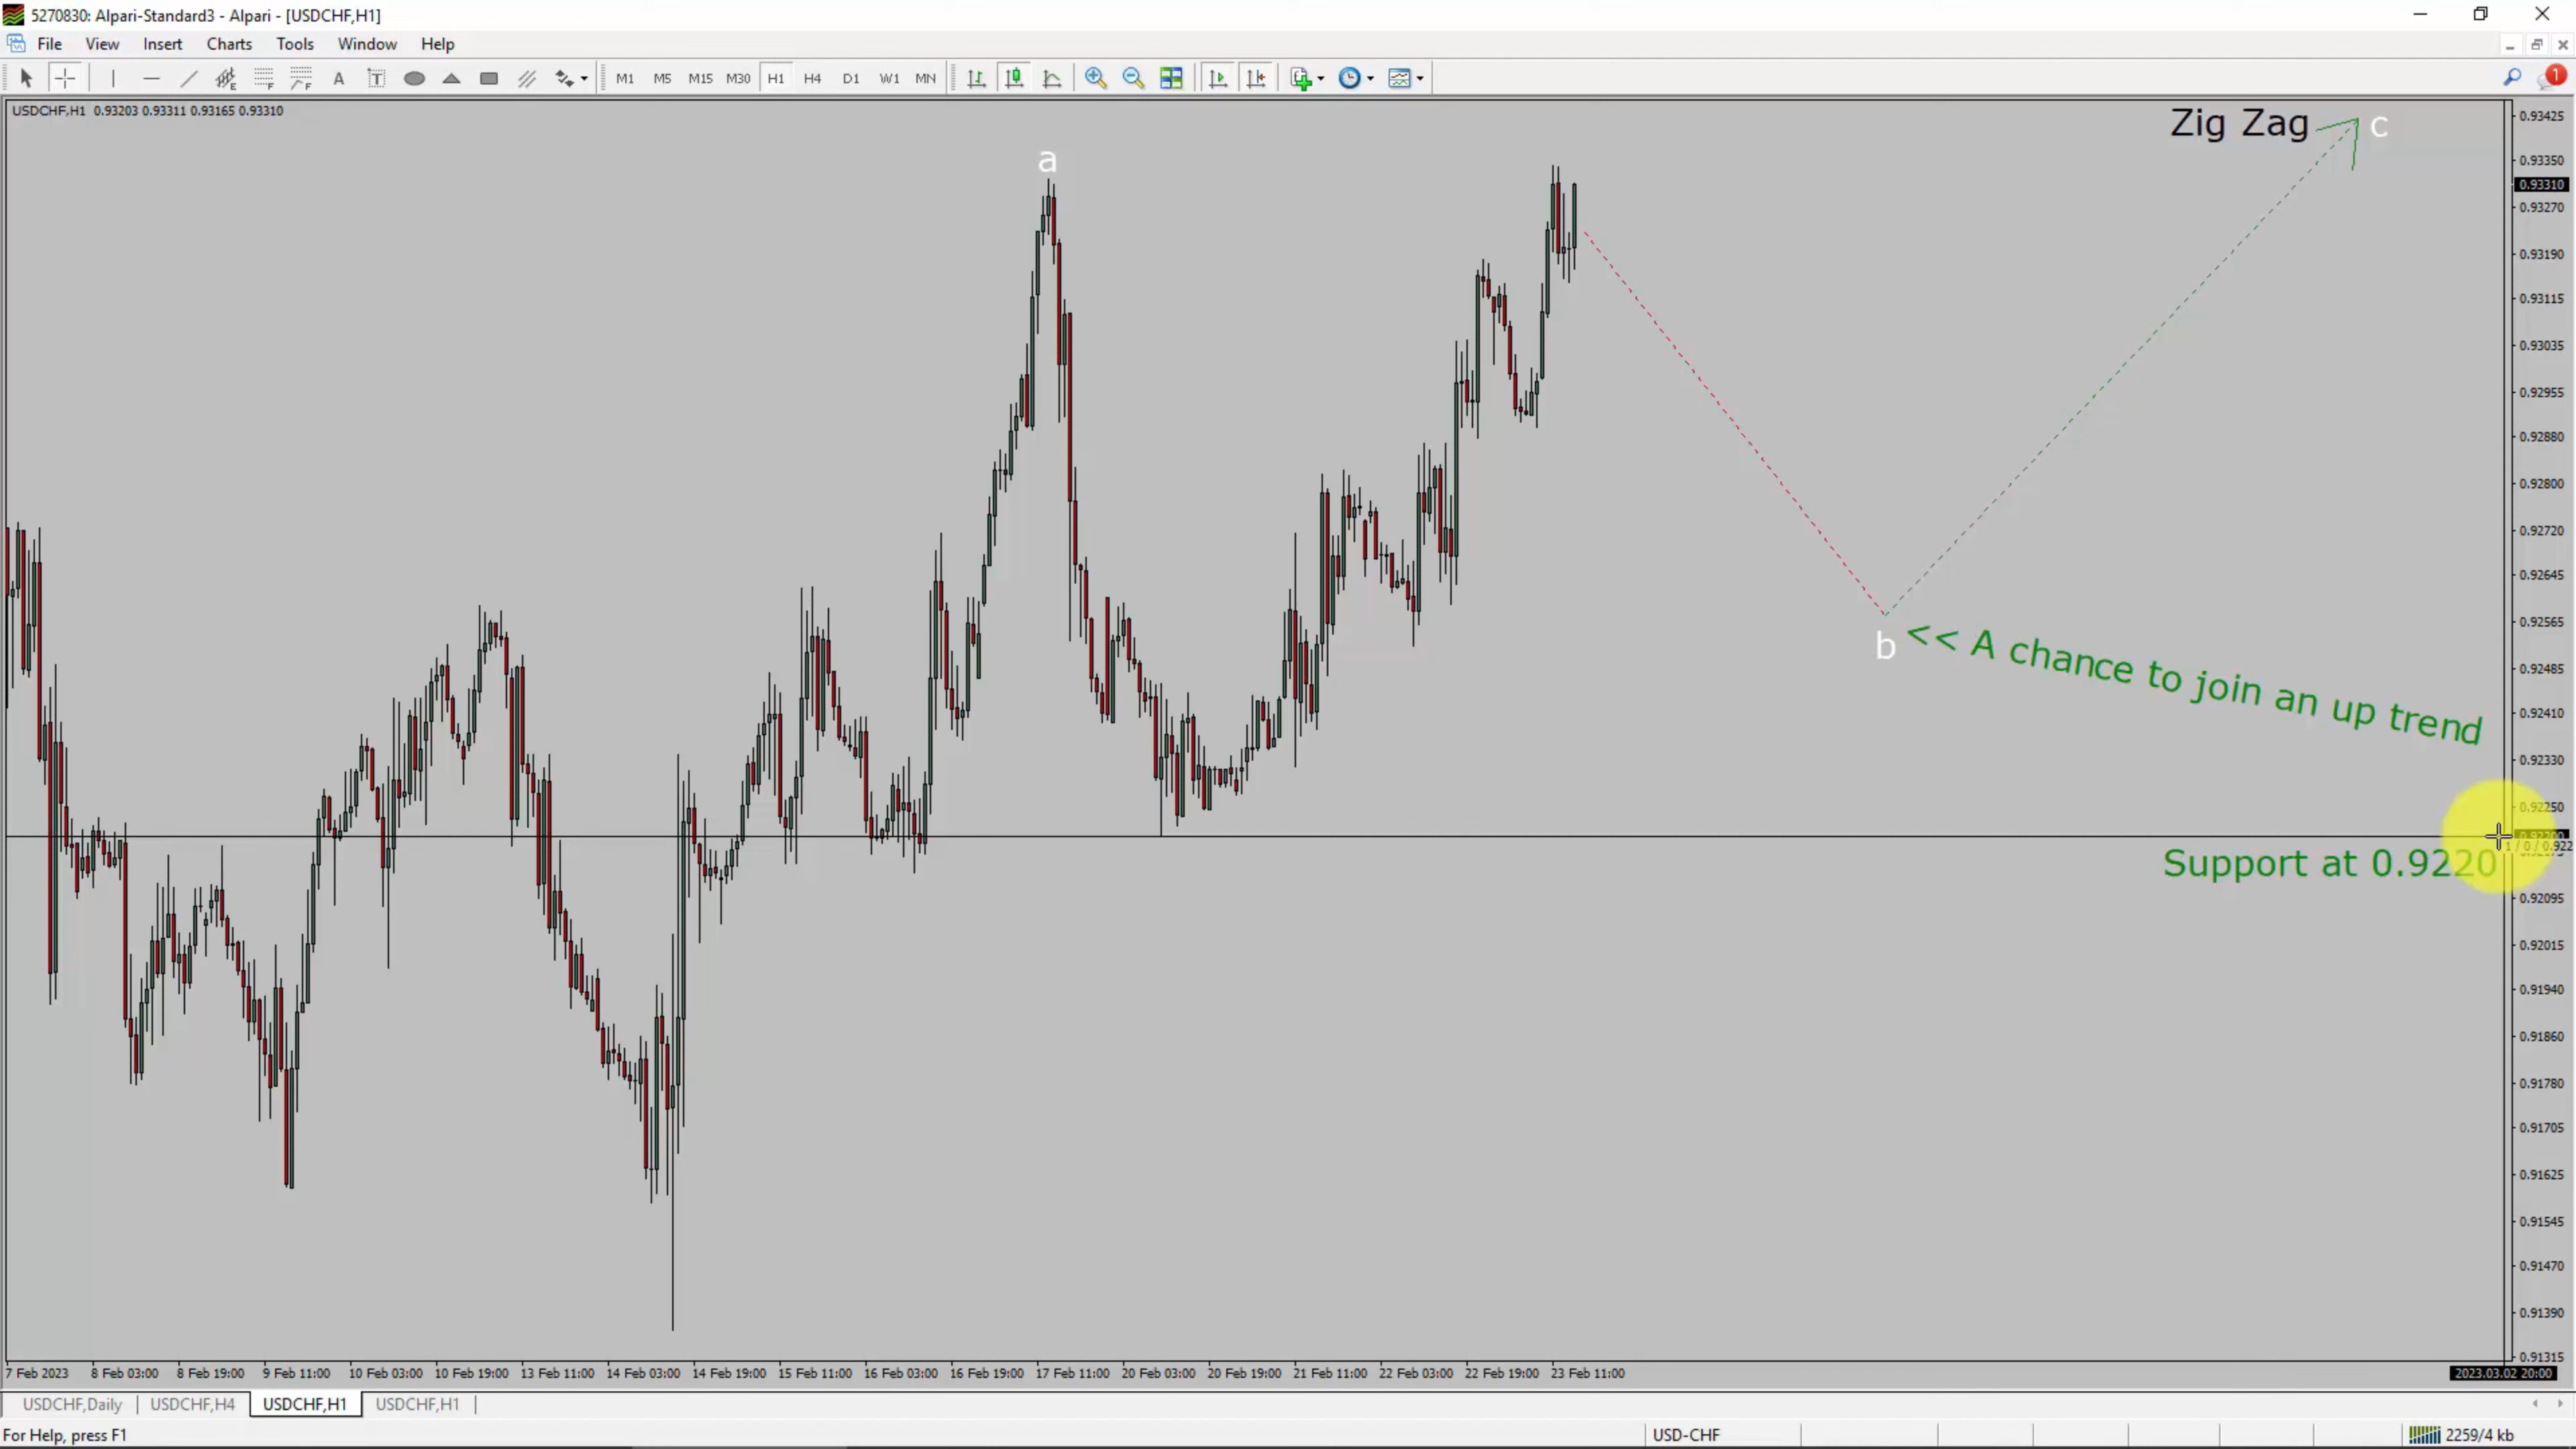 5270830: Alpari-Standard3 - Alpari - [USDCHF,H1]
File View Insert Charts Tools Window Help
A T M1 M5 M15 M30 H1 H4 D1 W1 MN 1
USDCHF,H1 0.93203 0.93311 0.93165 0.93310
Zig Zag c
a
b << A chance to join an up trend
Support at 0.9220
0.93425
0.93350
0.93310
0.93270
0.93190
0.93115
0.93035
0.92955
0.92880
0.92800
0.92720
0.92645
0.92565
0.92485
0.92410
0.92330
0.92250
0.92200
1 / 0 / 0.922
0.92095
0.92015
0.91940
0.91860
0.91780
0.91705
0.91625
0.91545
0.91470
0.91390
0.91315
7 Feb 2023 8 Feb 03:00 8 Feb 19:00 9 Feb 11:00 10 Feb 03:00 10 Feb 19:00 13 Feb 11:00 14 Feb 03:00 14 Feb 19:00 15 Feb 11:00 16 Feb 03:00 16 Feb 19:00 17 Feb 11:00 20 Feb 03:00 20 Feb 19:00 21 Feb 11:00 22 Feb 03:00 22 Feb 19:00 23 Feb 11:00 2023.03.02 20:00
USDCHF,Daily USDCHF,H4 USDCHF,H1 USDCHF,H1
For Help, press F1 USD-CHF 2259/4 kb